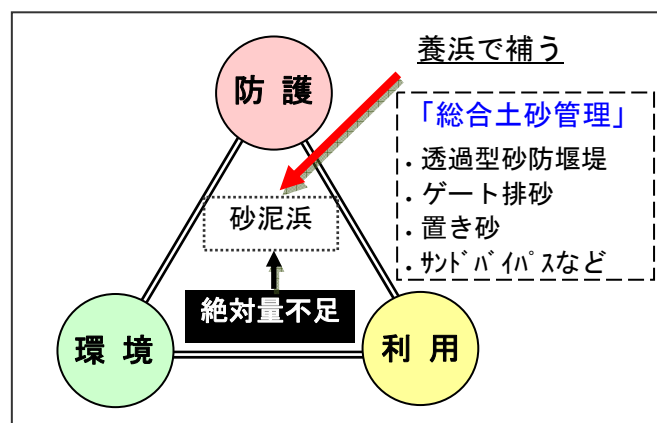 養浜で補う
防 護
「総合土砂管理」
．透過型砂防堰堤
．ゲート排砂
．置き砂
．ｻﾝﾄﾞﾊﾞｲﾊﾟｽなど
砂泥浜
絶対量不足
環 境
利 用